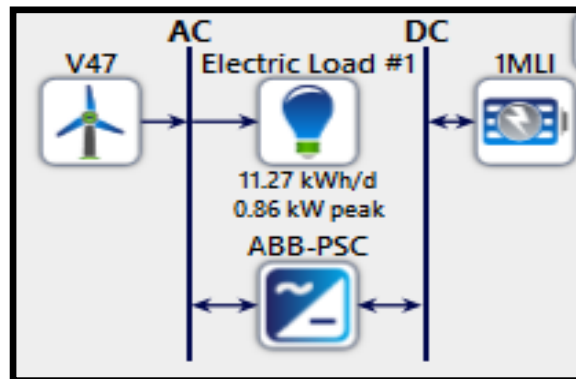 AC DC
V47 Electric Load #1 1MLI
11.27 kWh/d
0.86 kW peak
ABB-PSC